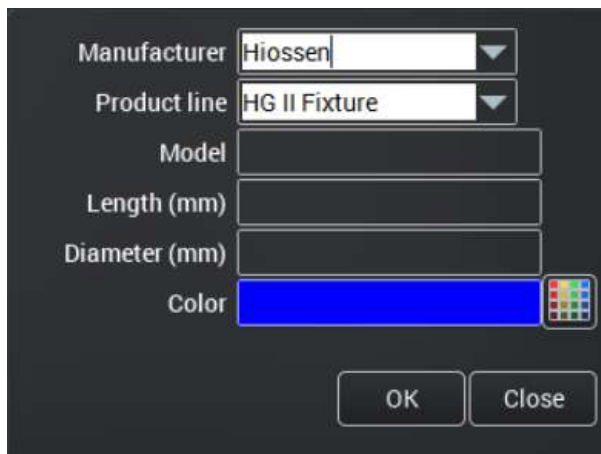 Manufacturer Hiossen
Product line HG II Fixture
Model
Length (mm)
Diameter (mm)
Color
OK Close